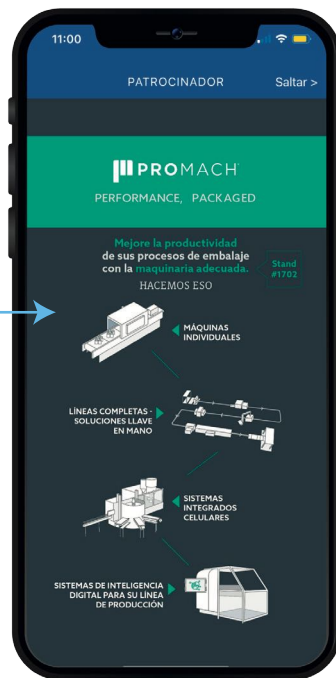 11:00
PATROCINADOR
Saltar >
PROMACH
PERFORMANCE, PACKAGED
Mejore la productividad
de sus procesos de embalaje
con la maquinaria adecuada.
HACEMOS ESO
Stand
#1702
MÁQUINAS
INDIVIDUALES
LÍNEAS COMPLETAS -
SOLUCIONES LLAVE
EN MANO
SISTEMAS
INTEGRADOS
CELULARES
SISTEMAS DE INTELIGENCIA
DIGITAL PARA SU LÍNEA
DE PRODUCCIÓN